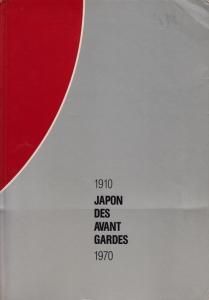 1910
JAPON
DES
AVANT
GARDES
1970